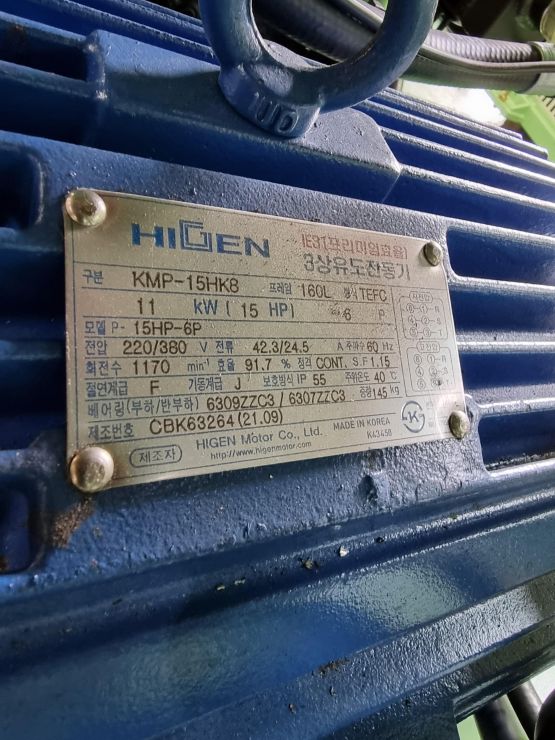 UD
HIGEN IE3(프리미엄효율)
3상유도전동기
구분 KMP-15HK8 프레임 160L 형식 TEFC
11 kW ( 15 HP) 6 P
모델 P- 15HP-6P
전압 220/380 V 전류 42.3/24.5 A 주파수 60 Hz
회전수 1170 min⁻¹ 효율 91.7 % 정격 CONT. S.F 1.15
절연계급 F 기동계급 J 보호방식 IP 55 주위온도 40 ℃
베어링(부하/반부하) 6309ZZC3 / 6307ZZC3 중량 145 kg
제조번호 CBK63264 (21.09)
제조자 HIGEN Motor Co., Ltd. MADE IN KOREA
http://www.higenmotor.com K43458